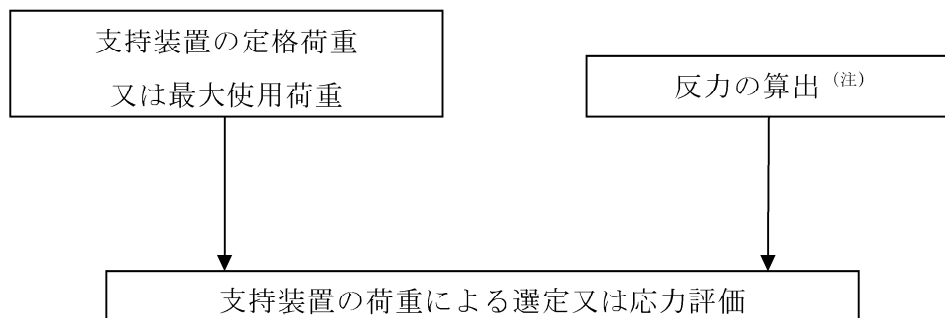 支持装置の定格荷重
又は最大使用荷重
反力の算出 (注)
支持装置の荷重による選定又は応力評価